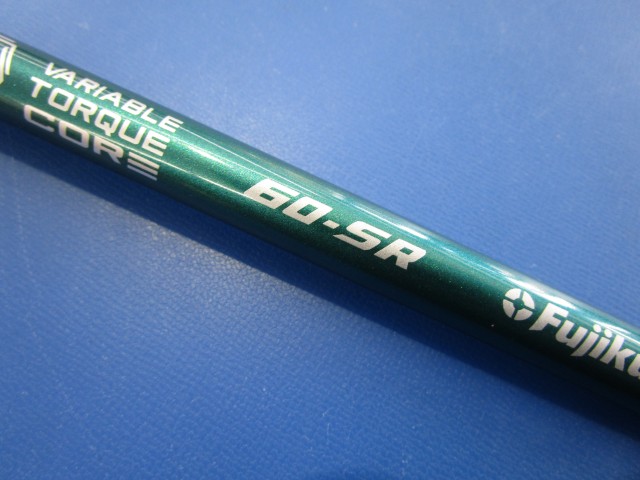 VARIABLE
TORQUE
CORE
60-SR
Fujiku